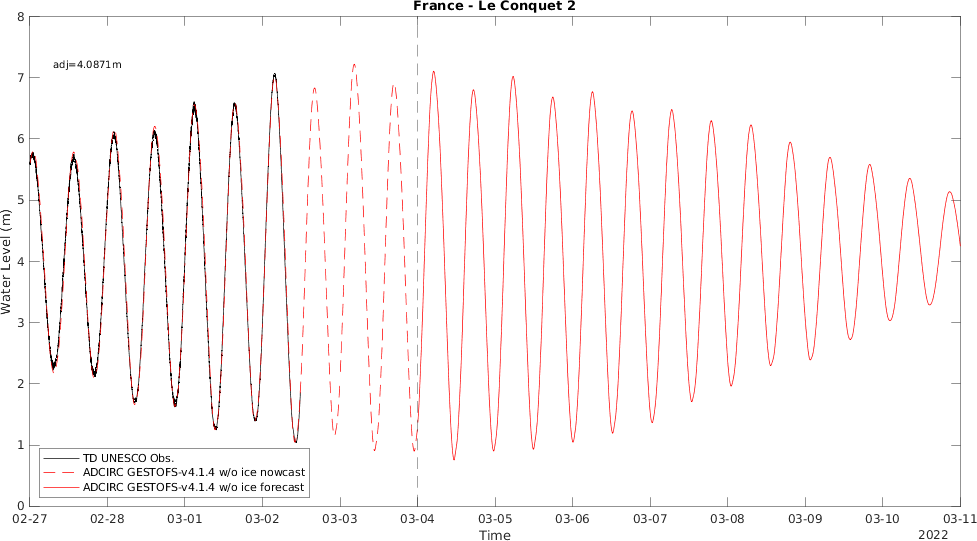 France - Le Conquet 2
8
7
6
5
4
3
2
1
0
Water Level (m)
adj=4.0871m
TD UNESCO Obs.
ADCIRC GESTOFS-v4.1.4 w/o ice nowcast
ADCIRC GESTOFS-v4.1.4 w/o ice forecast
02-27 02-28 03-01 03-02 03-03 03-04 03-05 03-06 03-07 03-08 03-09 03-10 03-11
Time
2022